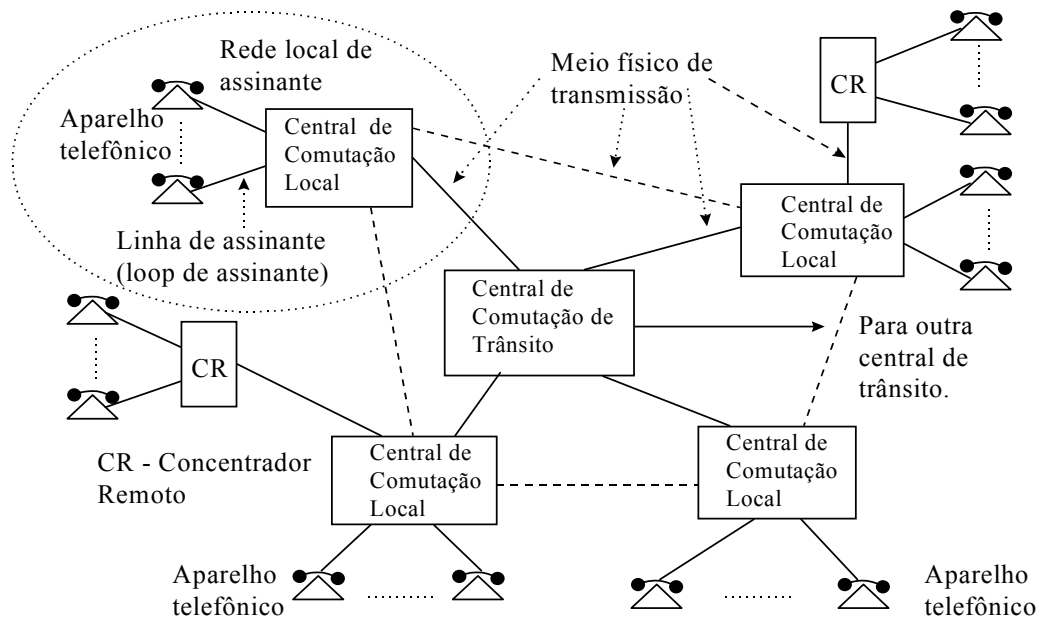 Rede local de
assinante
Meio físico de
transmissão
CR
Aparelho
telefônico
Central de
Comutação
Local
Central de
Comutação
Local
Linha de assinante
(loop de assinante)
Central de
Comutação de
Trânsito
Para outra
central de
trânsito.
CR
CR - Concentrador
Remoto
Central de
Comutação
Local
Central de
Comutação
Local
Aparelho
telefônico
Aparelho
telefônico